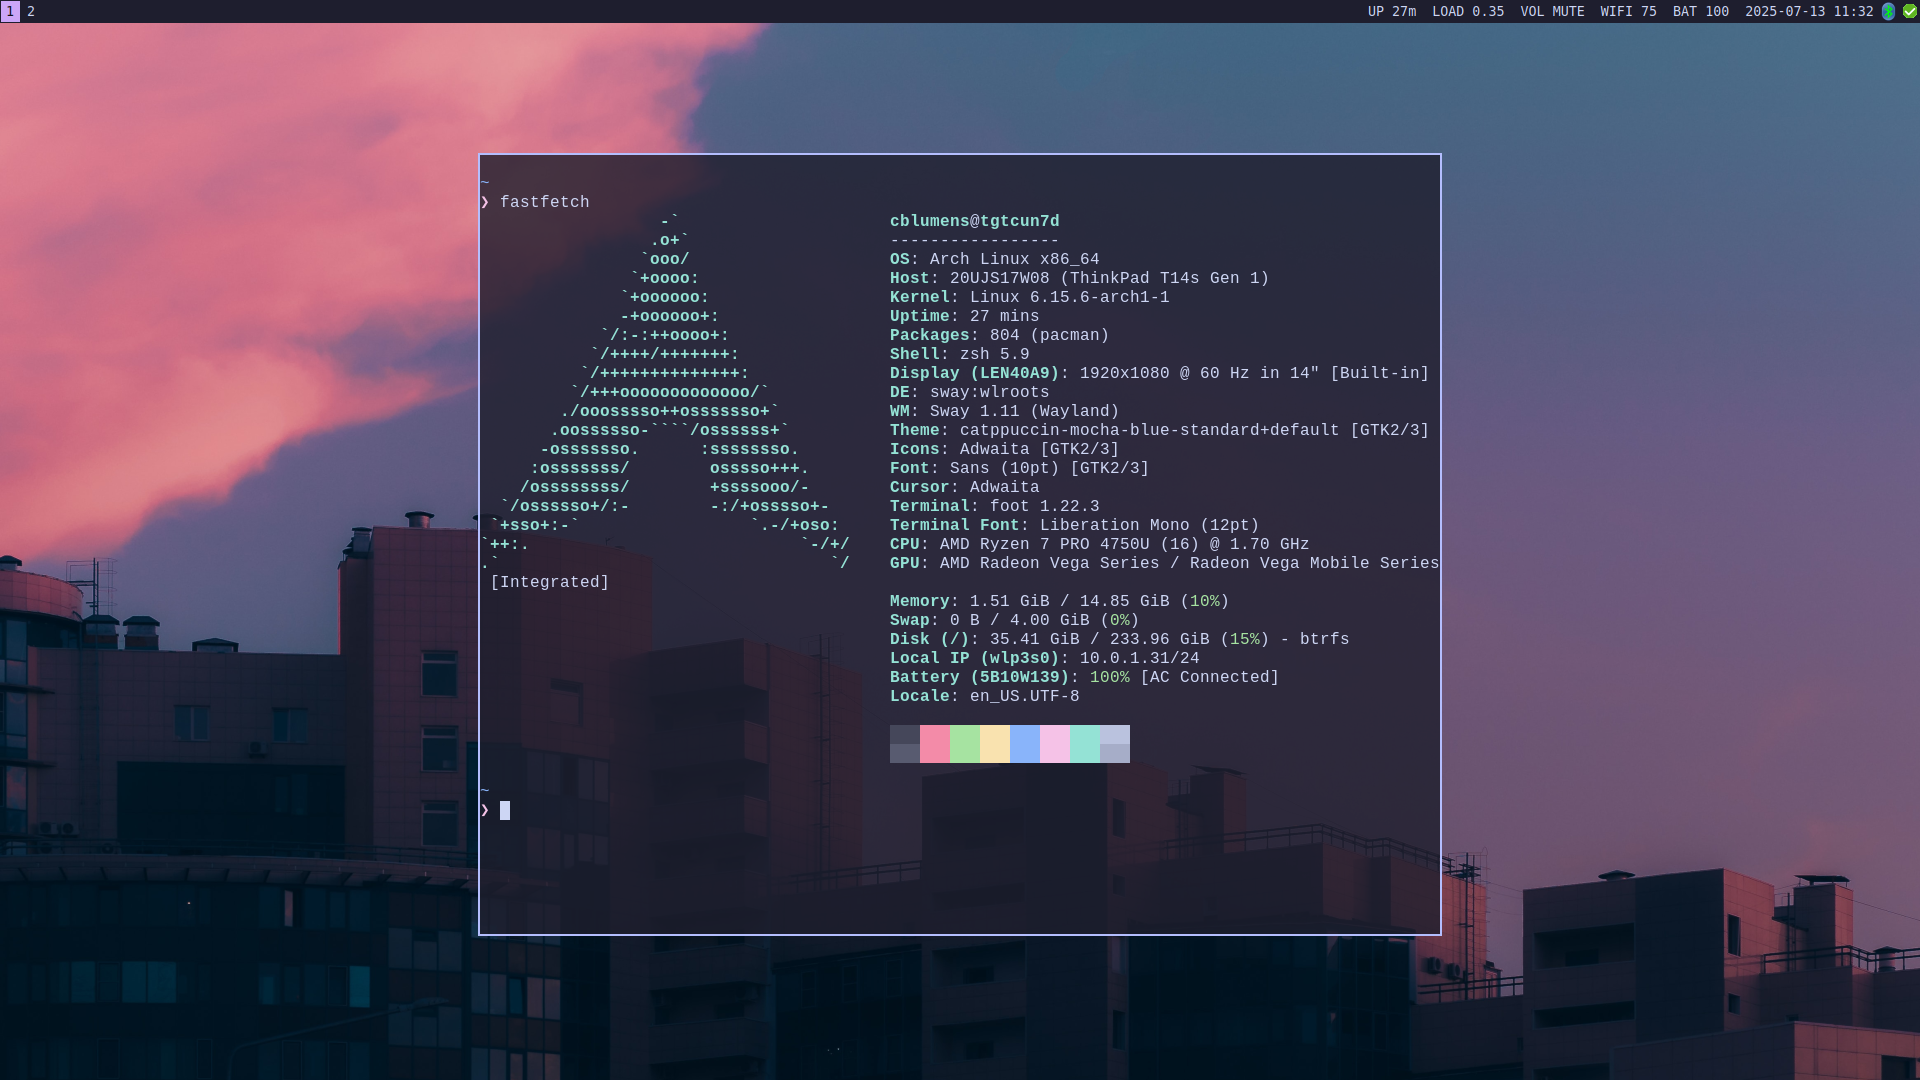 1 2 UP 27m LOAD 0.35 VOL MUTE WIFI 75 BAT 100 2025-07-13 11:32
~
❯ fastfetch
-` cblumens@tgtcun7d
.o+` -----------------
`ooo/ OS: Arch Linux x86_64
`+oooo: Host: 20UJS17W08 (ThinkPad T14s Gen 1)
`+oooooo: Kernel: Linux 6.15.6-arch1-1
-+oooooo+: Uptime: 27 mins
`/:-:++oooo+: Packages: 804 (pacman)
`/++++/+++++++: Shell: zsh 5.9
`/++++++++++++++: Display (LEN40A9): 1920x1080 @ 60 Hz in 14" [Built-in]
`/+++ooooooooooooo/` DE: sway:wlroots
./ooosssso++osssssso+` WM: Sway 1.11 (Wayland)
.oossssso-````/ossssss+` Theme: catppuccin-mocha-blue-standard+default [GTK2/3]
-osssssso. :ssssssso. Icons: Adwaita [GTK2/3]
:osssssss/ osssso+++. Font: Sans (10pt) [GTK2/3]
/ossssssss/ +ssssooo/- Cursor: Adwaita
`/ossssso+/:- -:/+osssso+- Terminal: foot 1.22.3
`+sso+:-` `.-/+oso: Terminal Font: Liberation Mono (12pt)
`++:. `-/+/ CPU: AMD Ryzen 7 PRO 4750U (16) @ 1.70 GHz
.` `/ GPU: AMD Radeon Vega Series / Radeon Vega Mobile Series
[Integrated]
Memory: 1.51 GiB / 14.85 GiB (10%)
Swap: 0 B / 4.00 GiB (0%)
Disk (/): 35.41 GiB / 233.96 GiB (15%) - btrfs
Local IP (wlp3s0): 10.0.1.31/24
Battery (5B10W139): 100% [AC Connected]
Locale: en_US.UTF-8
~
❯